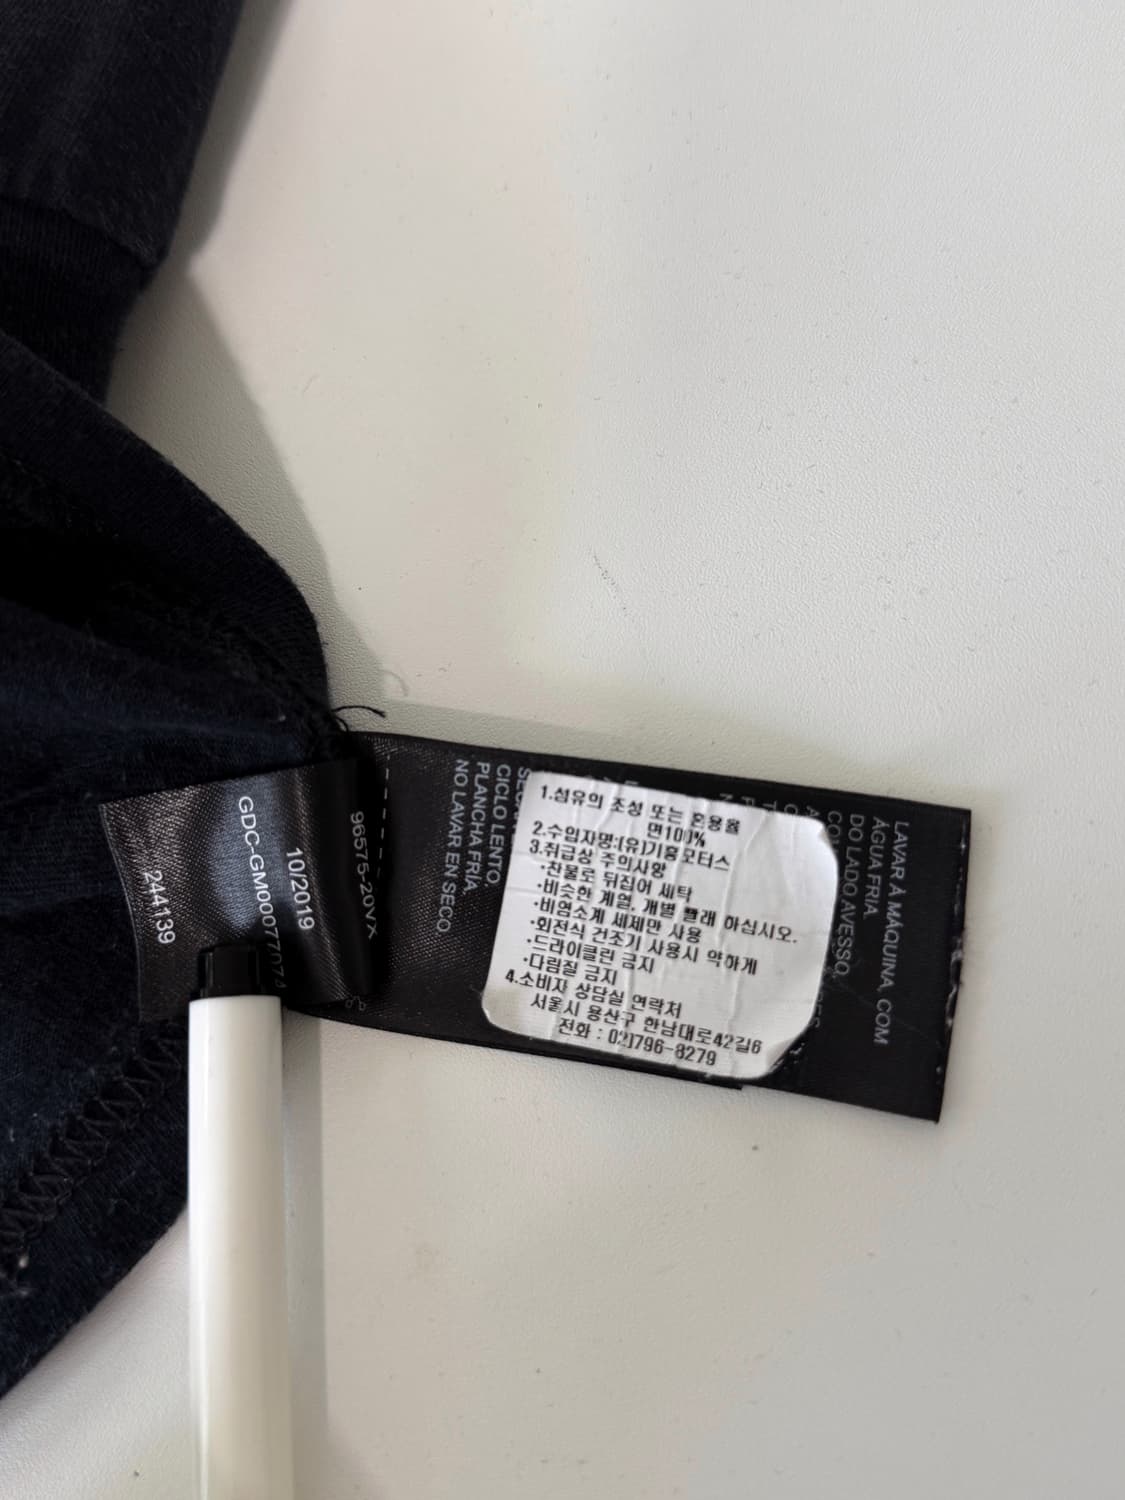 96575-20VX
10/2019
GDC-GM00077074
244139
LAVAR À MÁQUINA, COM
ÁGUA FRIA,
DO LADO AVESSO,
CICLO LENTO.
PLANCHA FRÍA
NO LAVAR EN SECO
1.섬유의 조성 또는 혼용율
면100%
2.수입자명:(유)기흥모터스
3.취급상 주의사항
·찬물로 뒤집어 세탁
·비슷한 계열, 개별 빨래 하십시오.
·비염소계 세제만 사용
·회전식 건조기 사용시 약하게
·드라이클린 금지
·다림질 금지
4.소비자 상담실 연락처
서울시 용산구 한남대로42길6
전화 : 02)796-8279